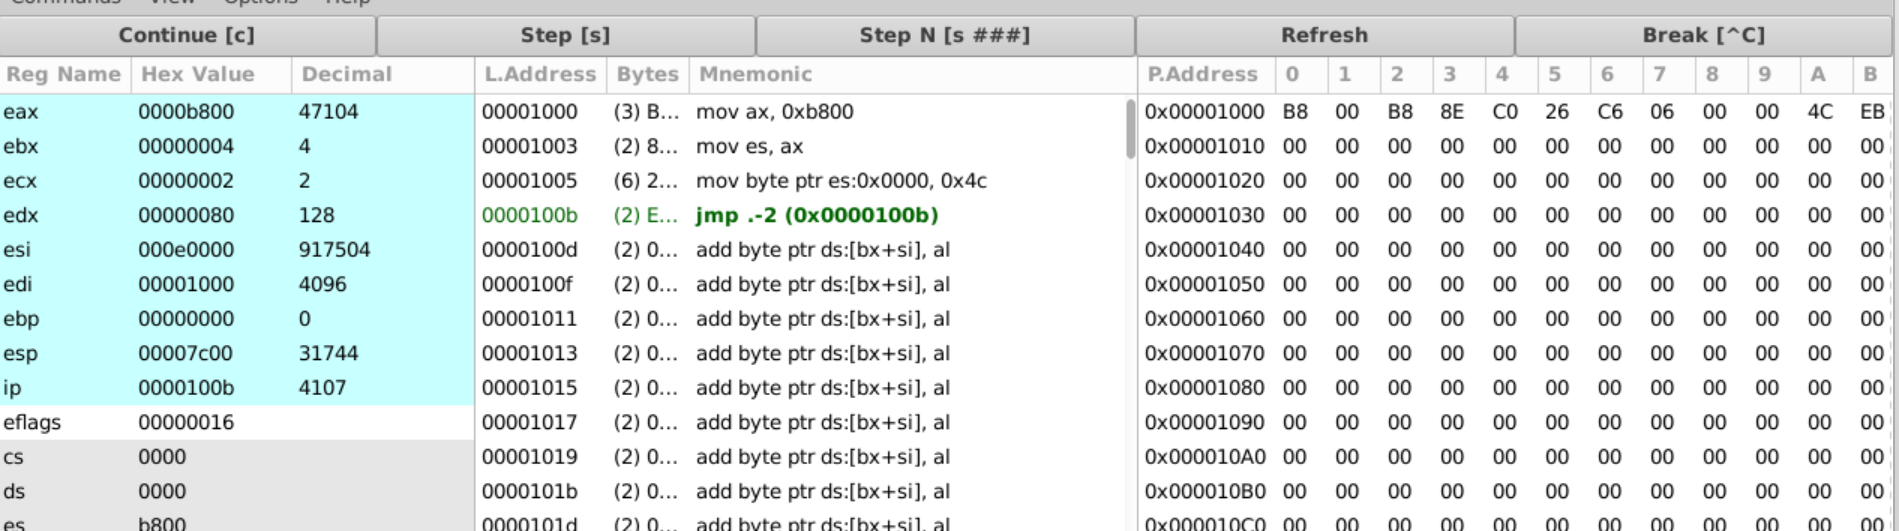 Commands View Options Help
Continue [c] Step [s] Step N [s ###] Refresh Break [^C]
Reg Name Hex Value Decimal L.Address Bytes Mnemonic P.Address 0 1 2 3 4 5 6 7 8 9 A B
eax 0000b800 47104 00001000 (3) B... mov ax, 0xb800 0x00001000 B8 00 B8 8E C0 26 C6 06 00 00 4C EB
ebx 00000004 4 00001003 (2) 8... mov es, ax 0x00001010 00 00 00 00 00 00 00 00 00 00 00 00
ecx 00000002 2 00001005 (6) 2... mov byte ptr es:0x0000, 0x4c 0x00001020 00 00 00 00 00 00 00 00 00 00 00 00
edx 00000080 128 0000100b (2) E... jmp .-2 (0x0000100b) 0x00001030 00 00 00 00 00 00 00 00 00 00 00 00
esi 000e0000 917504 0000100d (2) 0... add byte ptr ds:[bx+si], al 0x00001040 00 00 00 00 00 00 00 00 00 00 00 00
edi 00001000 4096 0000100f (2) 0... add byte ptr ds:[bx+si], al 0x00001050 00 00 00 00 00 00 00 00 00 00 00 00
ebp 00000000 0 00001011 (2) 0... add byte ptr ds:[bx+si], al 0x00001060 00 00 00 00 00 00 00 00 00 00 00 00
esp 00007c00 31744 00001013 (2) 0... add byte ptr ds:[bx+si], al 0x00001070 00 00 00 00 00 00 00 00 00 00 00 00
ip 0000100b 4107 00001015 (2) 0... add byte ptr ds:[bx+si], al 0x00001080 00 00 00 00 00 00 00 00 00 00 00 00
eflags 00000016 00001017 (2) 0... add byte ptr ds:[bx+si], al 0x00001090 00 00 00 00 00 00 00 00 00 00 00 00
cs 0000 00001019 (2) 0... add byte ptr ds:[bx+si], al 0x000010A0 00 00 00 00 00 00 00 00 00 00 00 00
ds 0000 0000101b (2) 0... add byte ptr ds:[bx+si], al 0x000010B0 00 00 00 00 00 00 00 00 00 00 00 00
es b800 0000101d (2) 0... add byte ptr ds:[bx+si], al 0x000010C0 00 00 00 00 00 00 00 00 00 00 00 00